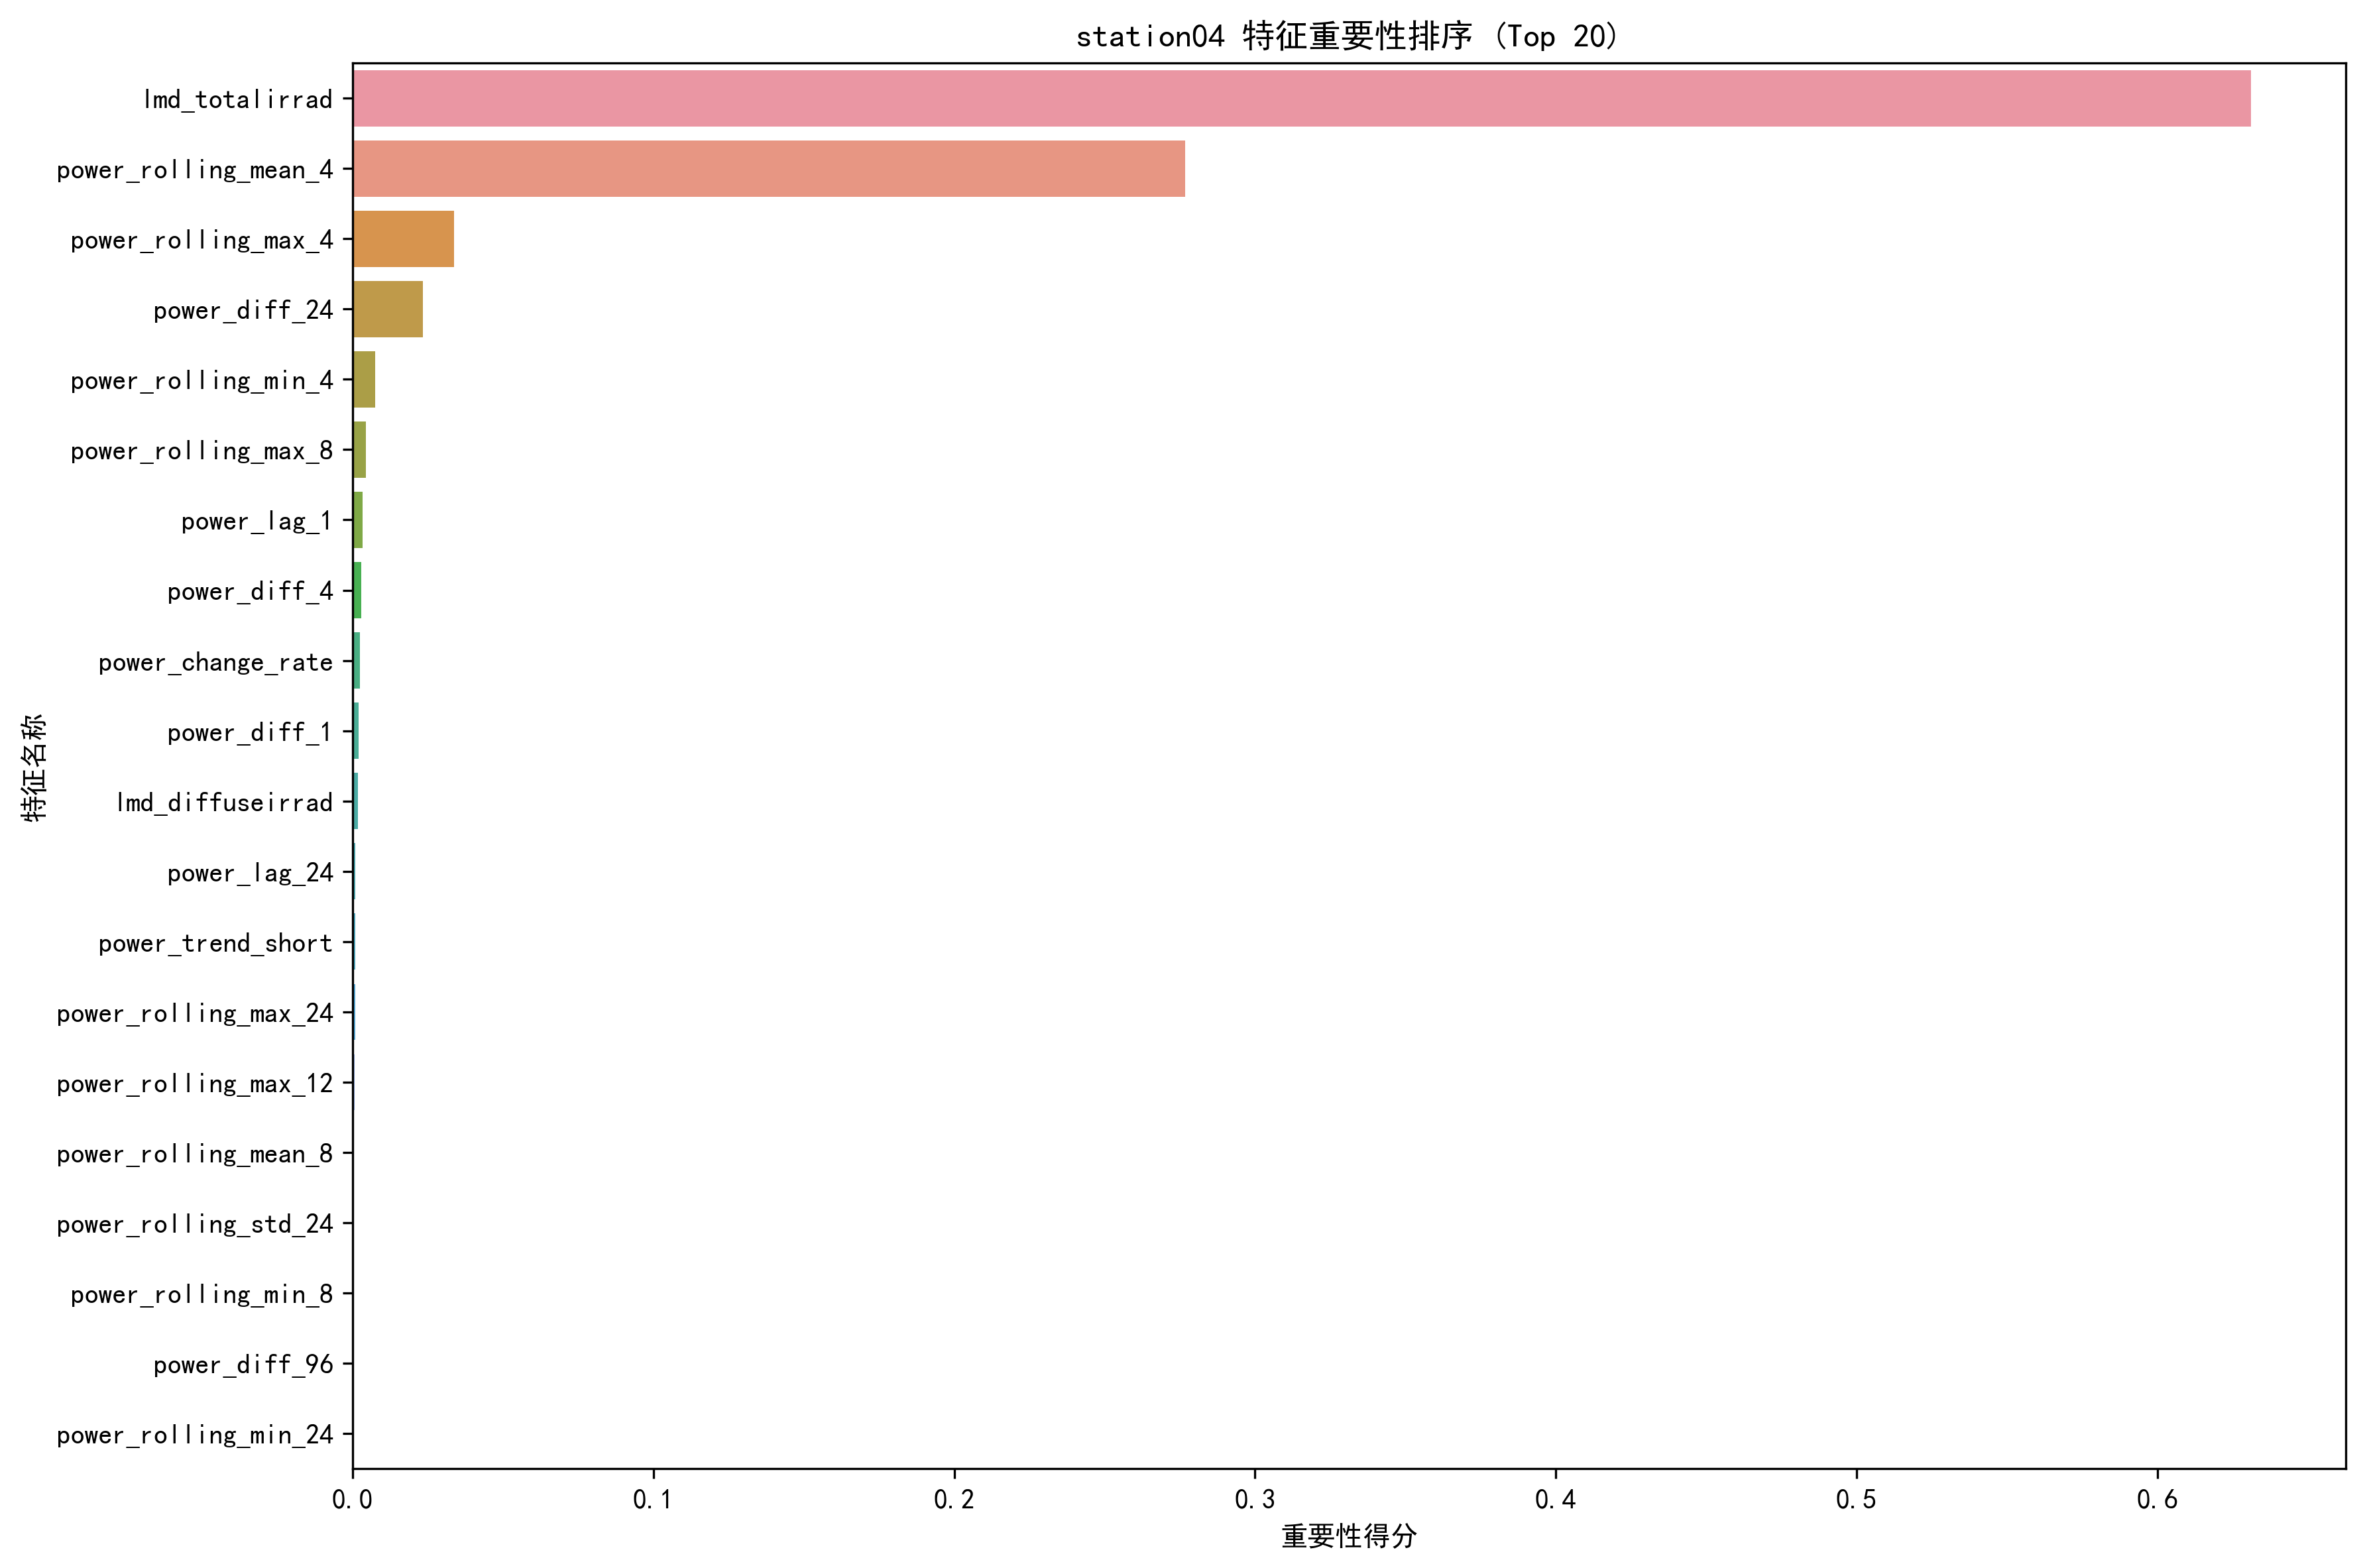 station04 特征重要性排序 (Top 20)
lmd_totalirrad
power_rolling_mean_4
power_rolling_max_4
power_diff_24
power_rolling_min_4
power_rolling_max_8
power_lag_1
power_diff_4
power_change_rate
power_diff_1
lmd_diffuseirrad
power_lag_24
power_trend_short
power_rolling_max_24
power_rolling_max_12
power_rolling_mean_8
power_rolling_std_24
power_rolling_min_8
power_diff_96
power_rolling_min_24
特征名称
0.0 0.1 0.2 0.3 0.4 0.5 0.6
重要性得分